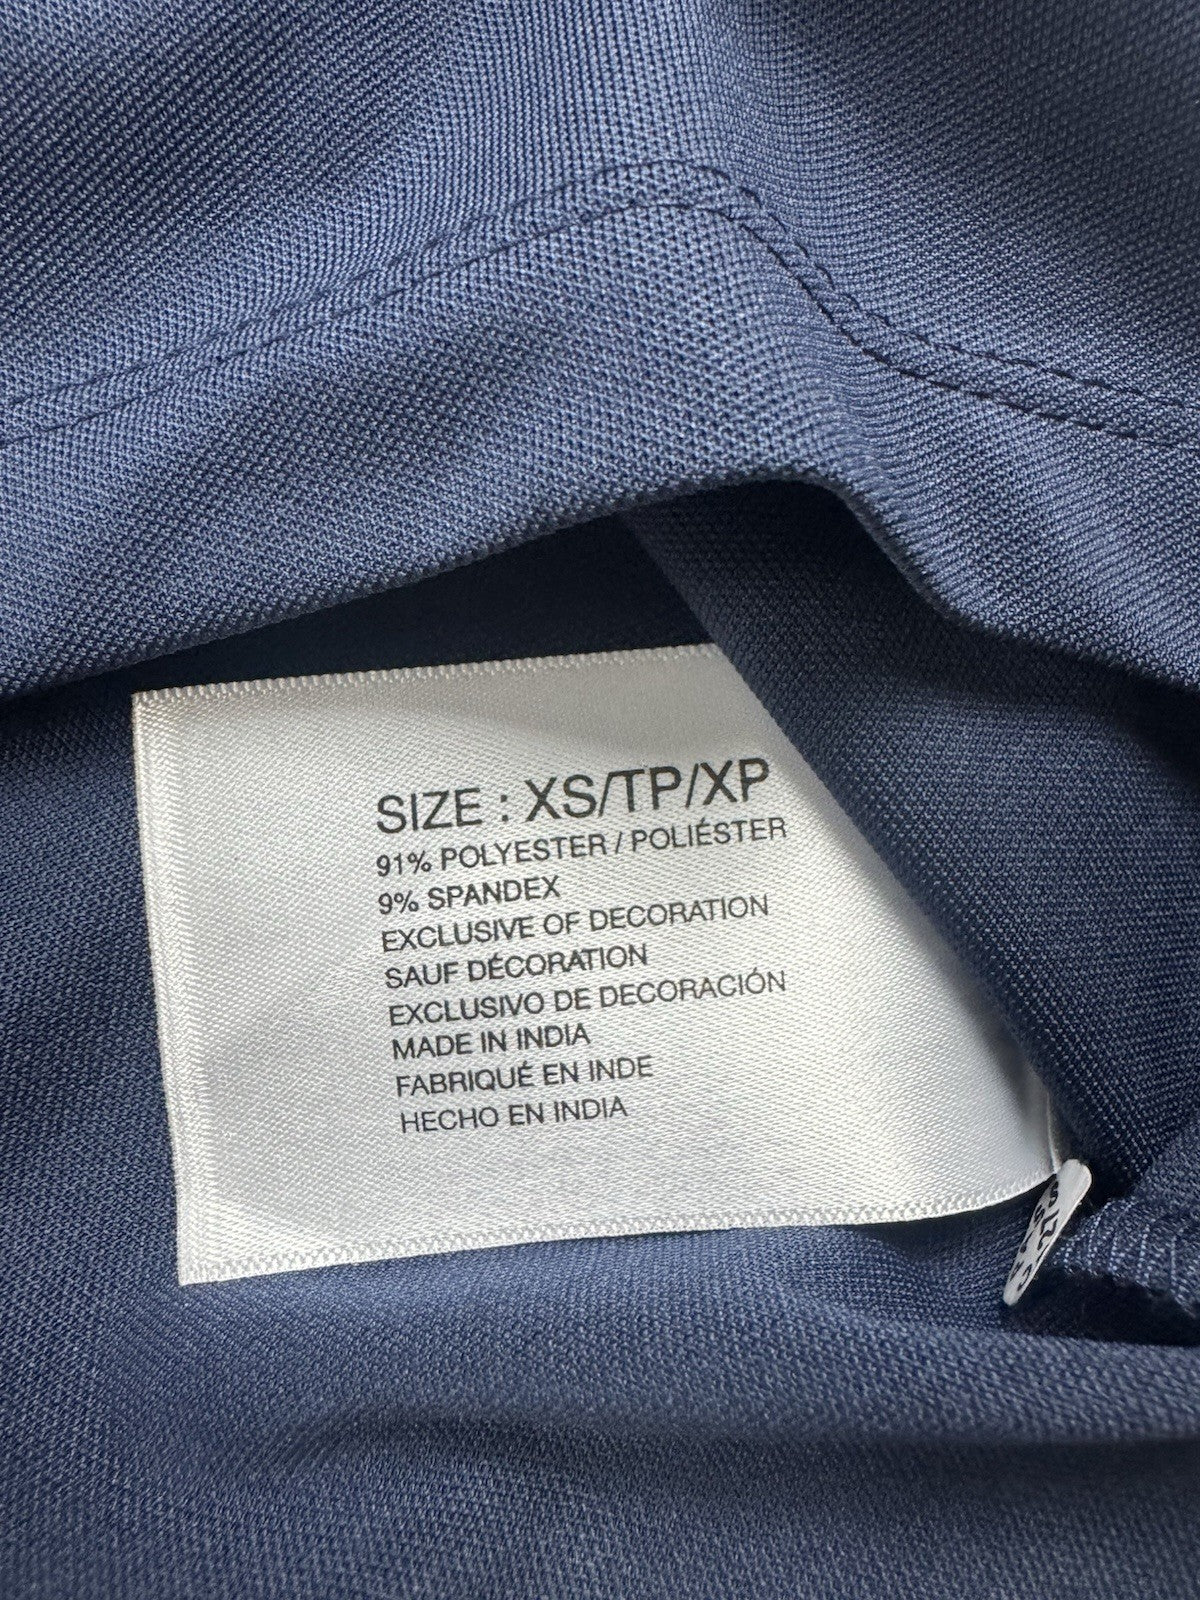 SIZE : XS/TP/XP
91% POLYESTER / POLIÉSTER
9% SPANDEX
EXCLUSIVE OF DECORATION
SAUF DÉCORATION
EXCLUSIVO DE DECORACIÓN
MADE IN INDIA
FABRIQUÉ EN INDE
HECHO EN INDIA